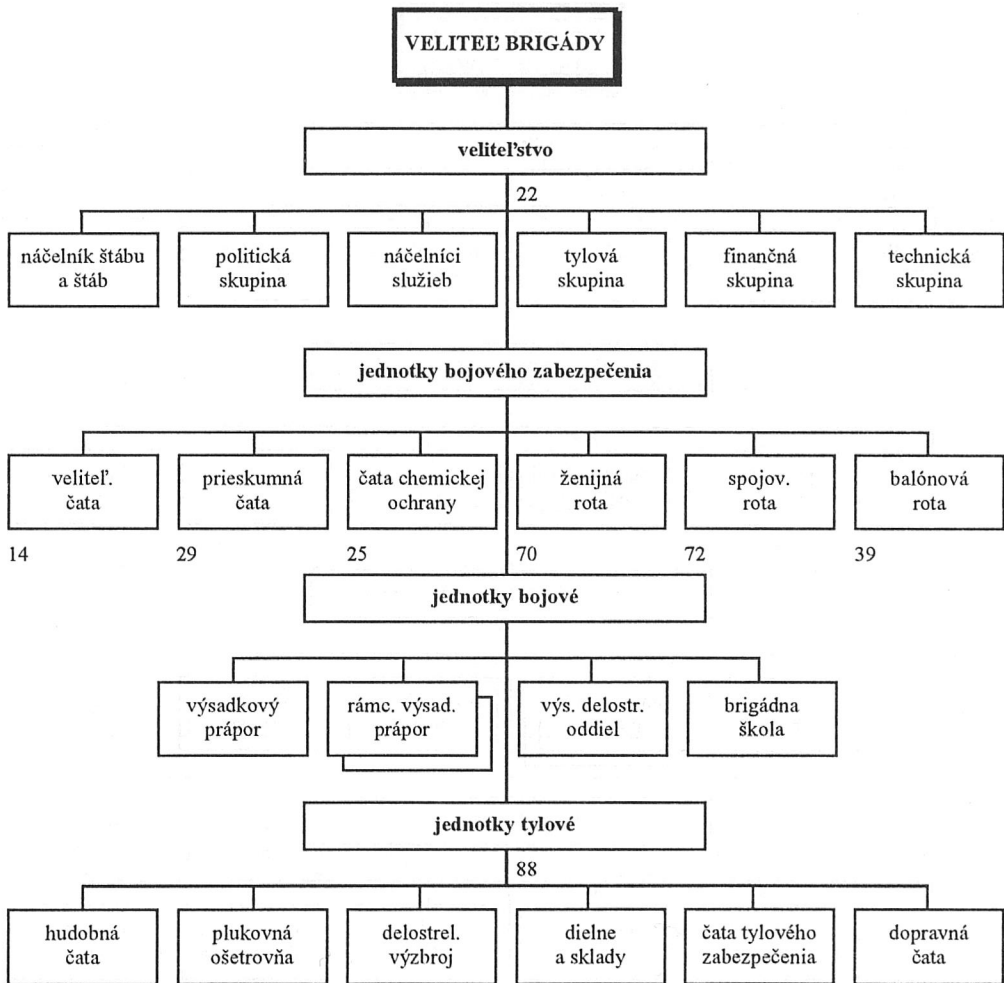 VELITEĽ BRIGÁDY
veliteľstvo
22
náčelník štábu
a štáb
politická
skupina
náčelníci
služieb
tylová
skupina
finančná
skupina
technická
skupina
jednotky bojového zabezpečenia
veliteľ.
čata
prieskumná
čata
čata chemickej
ochrany
ženijná
rota
spojov.
rota
balónová
rota
14
29
25
70
72
39
jednotky bojové
výsadkový
prápor
rámc. výsad.
prápor
výs. delostr.
oddiel
brigádna
škola
jednotky tylové
88
hudobná
čata
plukovná
ošetrovňa
delostrel.
výzbroj
dielne
a sklady
čata tylového
zabezpečenia
dopravná
čata